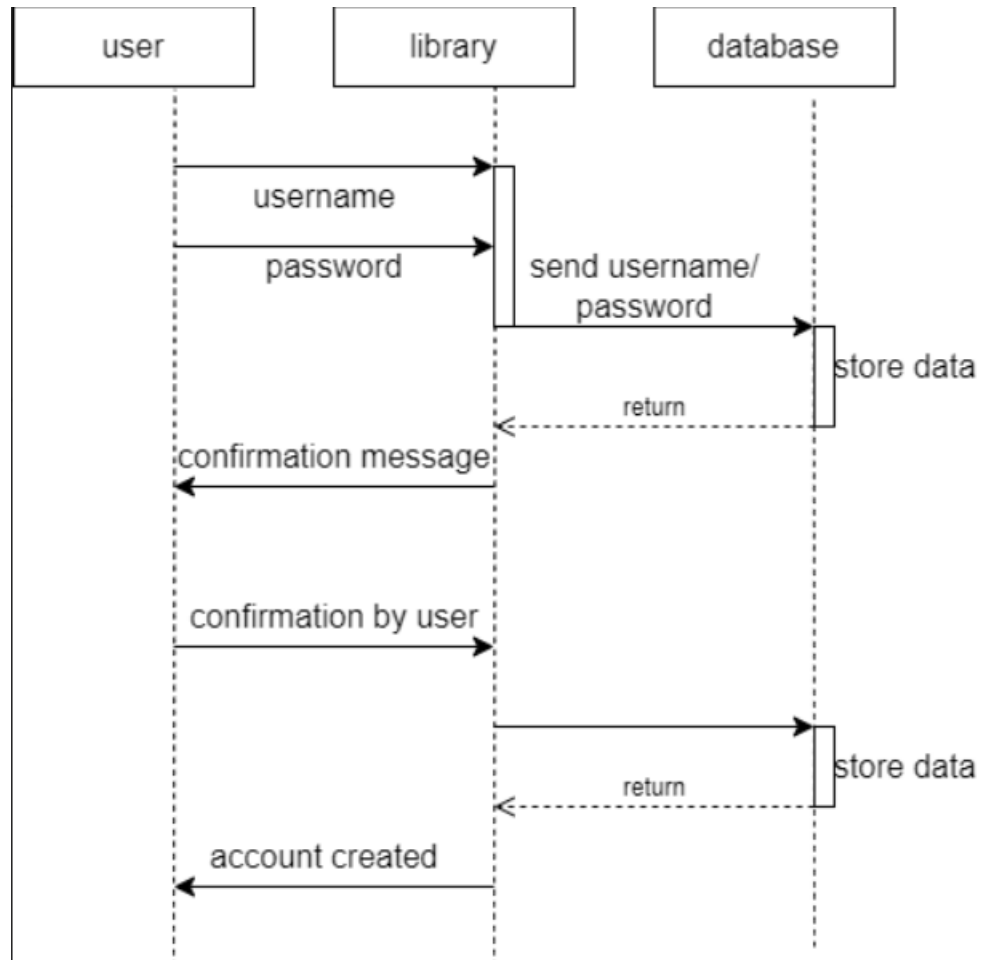 user
library
database
username
password
send username/
password
store data
return
confirmation message
confirmation by user
store data
return
account created